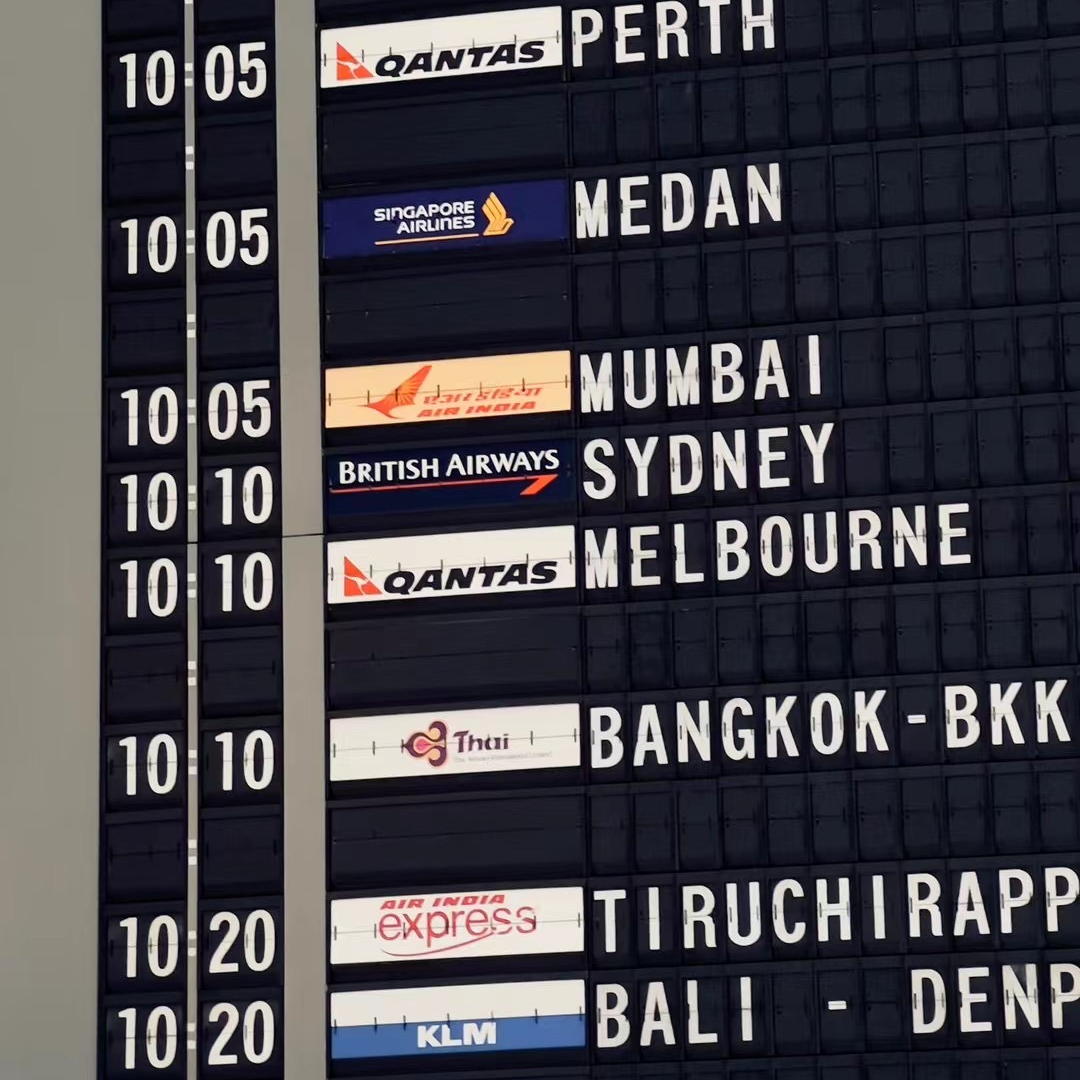 10:05 QANTAS PERTH
10:05 SINGAPORE AIRLINES MEDAN
10:05 एअर इंडिया AIR INDIA MUMBAI
10:10 BRITISH AIRWAYS SYDNEY
10:10 QANTAS MELBOURNE
10:10 Thai BANGKOK-BKK
10:20 AIR INDIA express TIRUCHIRAPP
10:20 KLM BALI - DENP